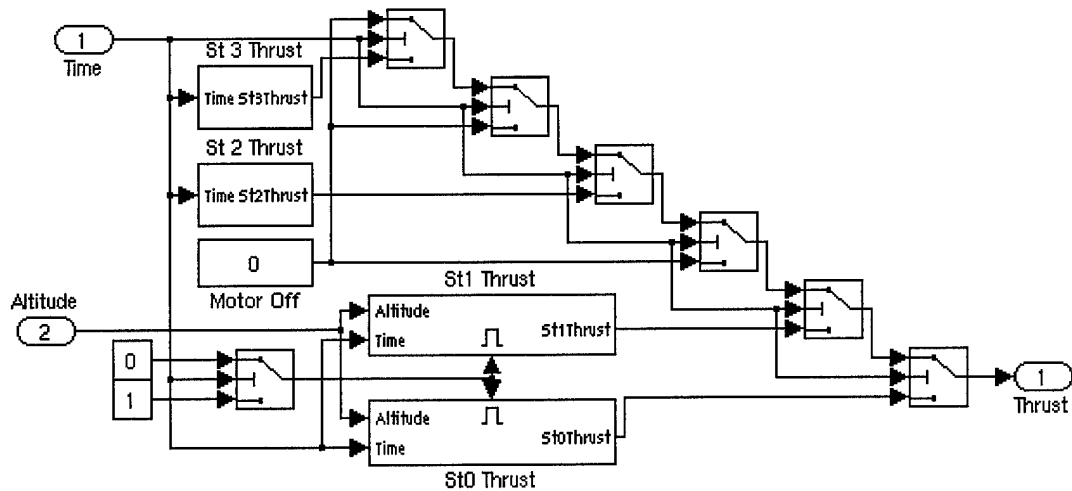 1
Time
St 3 Thrust
Time St3Thrust
St 2 Thrust
Time St2Thrust
0
Motor Off
Altitude
2
0
1
St1 Thrust
Altitude
Time
St1Thrust
Altitude
Time
St0Thrust
St0 Thrust
1
Thrust